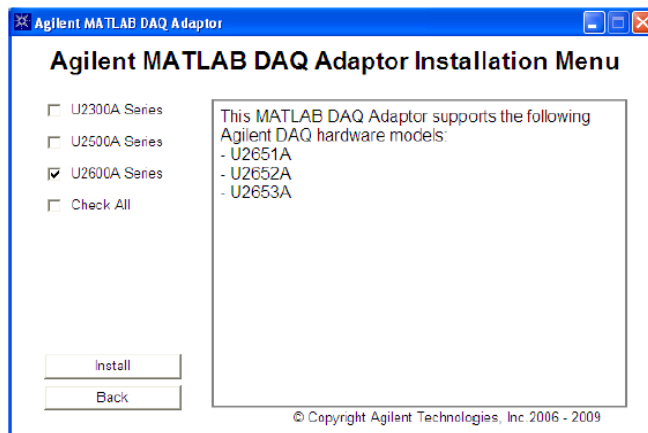 Agilent MATLAB DAQ Adaptor
Agilent MATLAB DAQ Adaptor Installation Menu
U2300A Series
U2500A Series
U2600A Series
Check All
This MATLAB DAQ Adaptor supports the following
Agilent DAQ hardware models:
- U2651A
- U2652A
- U2653A
Install
Back
© Copyright Agilent Technologies, Inc.2006 - 2009